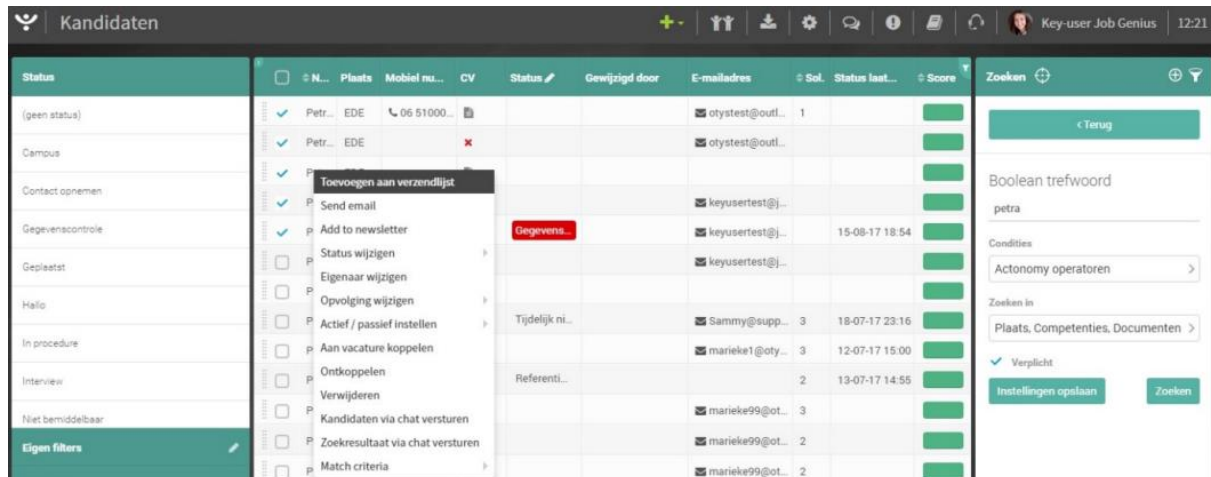 Kandidaten
Key-user Job Genius 12:21
Status
(geen status)
Campus
Contact opnemen
Gegevenscontrole
Geplaatst
Hallo
In procedure
Interview
Niet bemiddelbaar
Eigen filters
N... Plaats Mobiel nu... CV Status Gewijzigd door E-mailadres Sol. Status laat... Score
Petr... EDE 06 51000... otystest@outl... 1
Petr... EDE otystest@outl...
P
P keyusertest@j...
P Gegevens... keyusertest@j... 15-08-17 18:54
P keyusertest@j...
P
P Tijdelijk ni... Sammy@supp... 3 18-07-17 23:16
P marieke1@oty... 3 12-07-17 15:00
P Referenti... 2 13-07-17 14:55
P marieke99@ot... 3
P marieke99@ot... 2
P marieke99@ot... 2
Toevoegen aan verzendlijst
Send email
Add to newsletter
Status wijzigen
Eigenaar wijzigen
Opvolging wijzigen
Actief / passief instellen
Aan vacature koppelen
Ontkoppelen
Verwijderen
Kandidaten via chat versturen
Zoekresultaat via chat versturen
Match criteria
Zoeken
< Terug
Boolean trefwoord
petra
Condities
Actonomy operatoren >
Zoeken in
Plaats, Competenties, Documenten >
Verplicht
Instellingen opslaan Zoeken